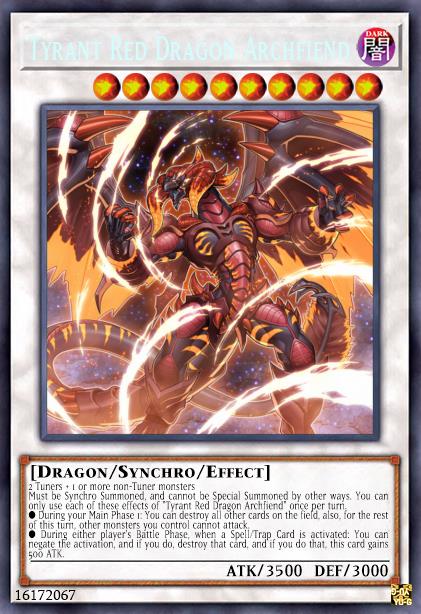 Tyrant Red Dragon Archfiend
DARK
闇
[Dragon/Synchro/Effect]
2 Tuners + 1 or more non-Tuner monsters
Must be Synchro Summoned, and cannot be Special Summoned by other ways. You can
only use each of these effects of "Tyrant Red Dragon Archfiend" once per turn.
● During your Main Phase 1: You can destroy all other cards on the field, also, for the rest
of this turn, other monsters you control cannot attack.
● During either player's Battle Phase, when a Spell/Trap Card is activated: You can
negate the activation, and if you do, destroy that card, and if you do that, this card gains
500 ATK.
ATK/3500 DEF/3000
16172067